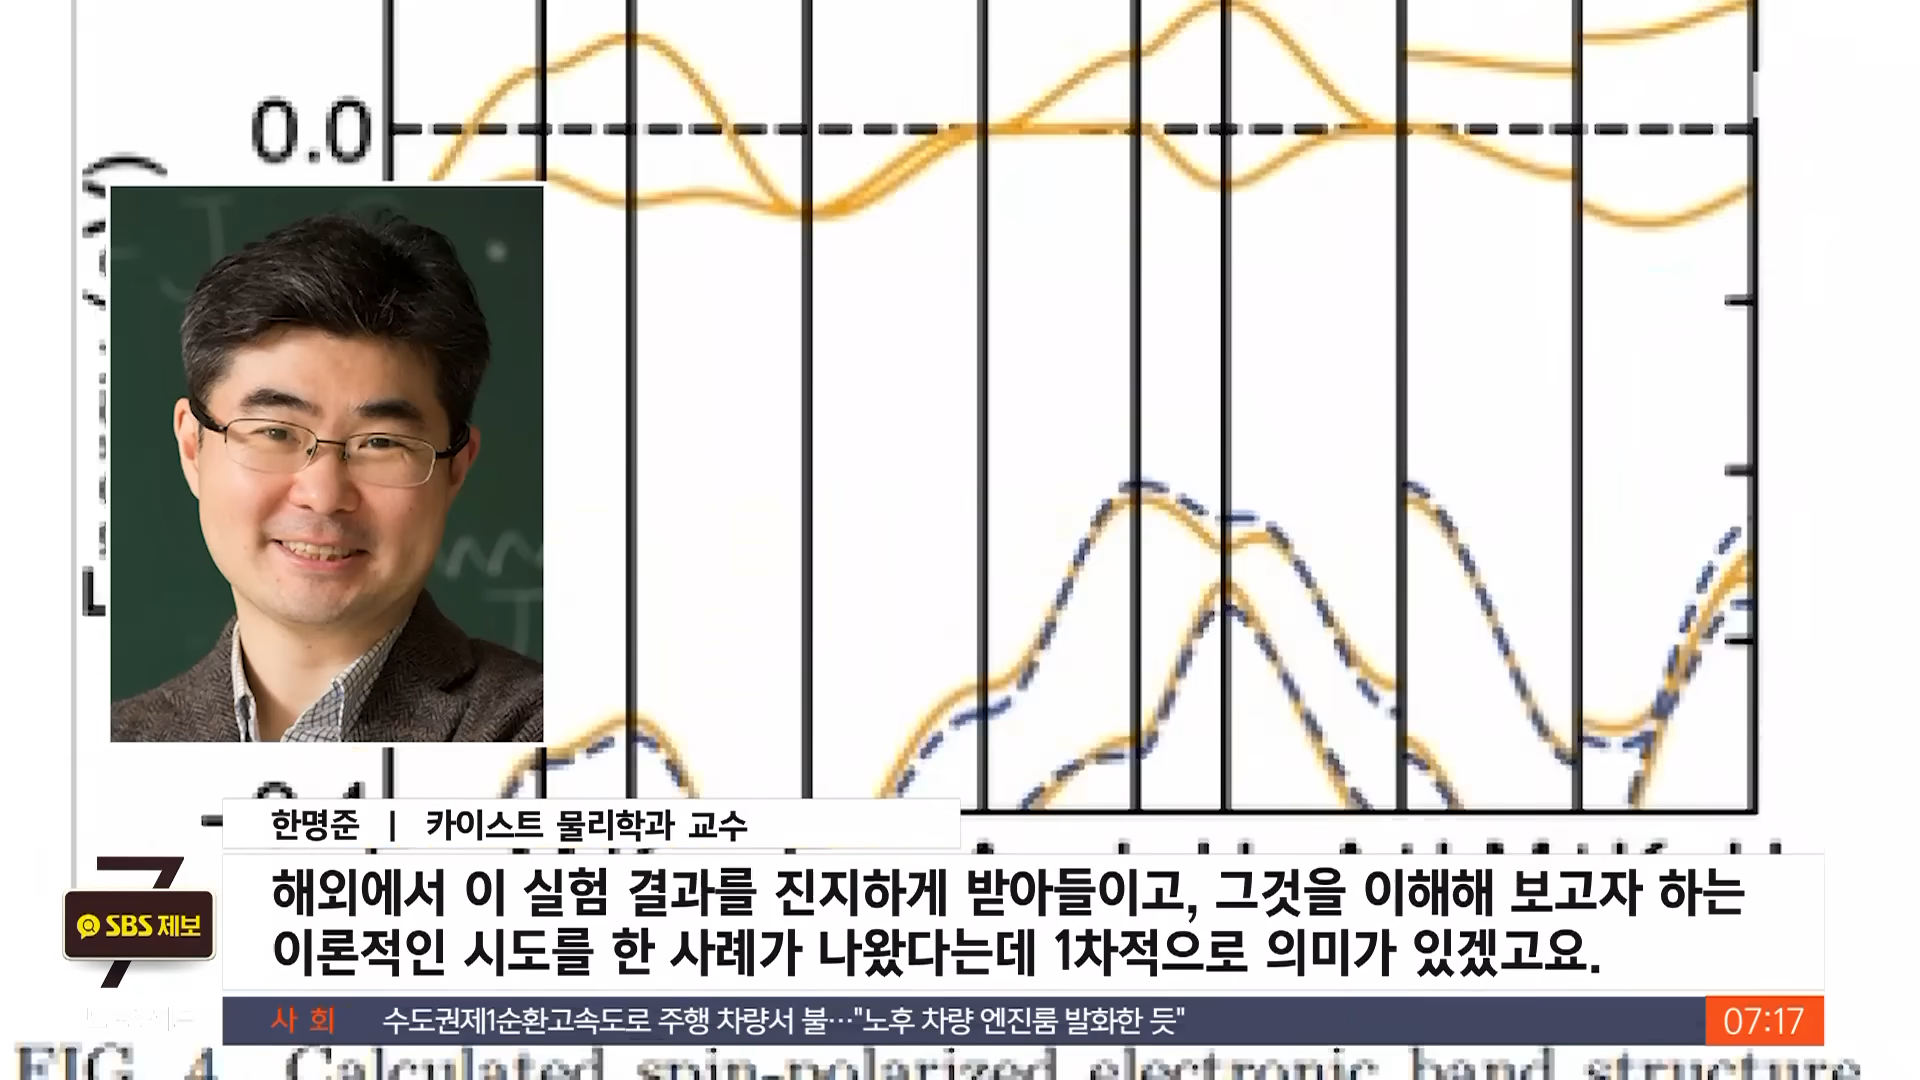 0.0
한명준 | 카이스트 물리학과 교수
해외에서 이 실험 결과를 진지하게 받아들이고, 그것을 이해해 보고자 하는
이론적인 시도를 한 사례가 나왔다는데 1차적으로 의미가 있겠고요.
7
SBS 제보
사 회 수도권제1순환고속도로 주행 차량서 불…"노후 차량 엔진룸 발화한 듯"
07:17
FIG. 4. Calculated spin-polarized electronic band structure